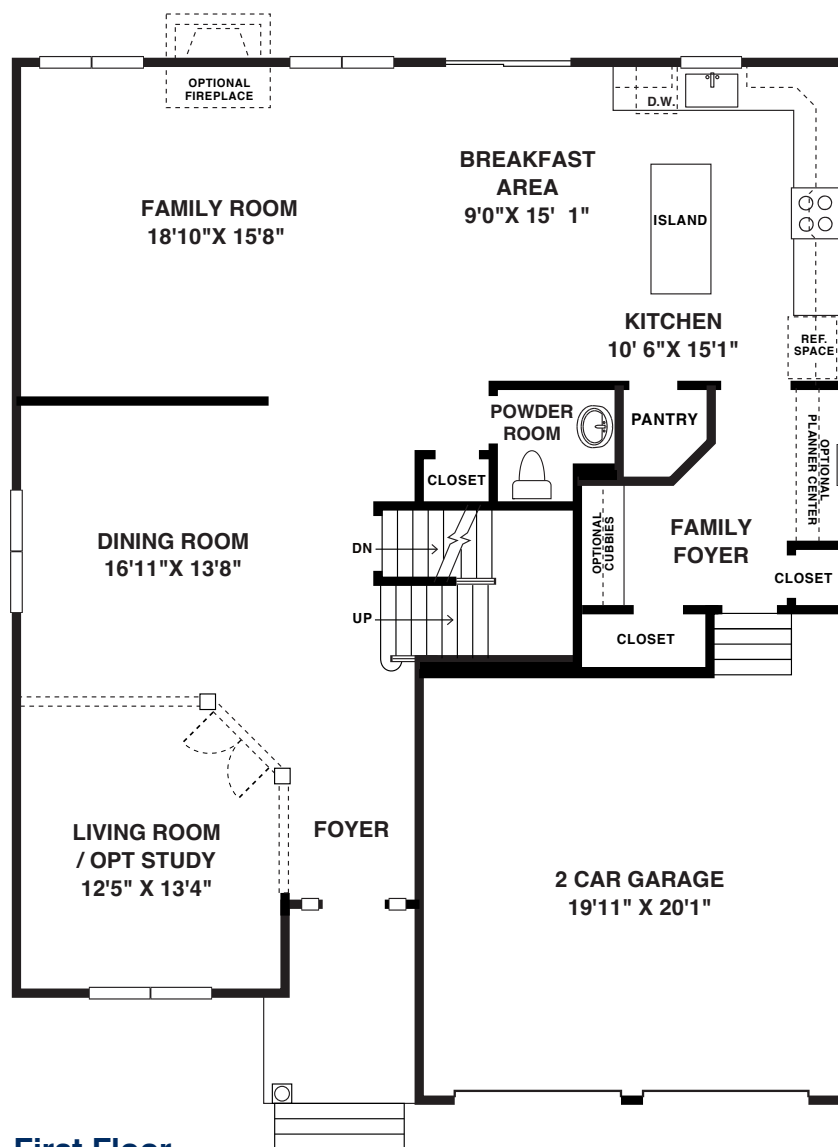 OPTIONAL
FIREPLACE
D.W.
BREAKFAST
AREA
9'0"X 15' 1"
FAMILY ROOM
18'10"X 15'8"
ISLAND
KITCHEN
10' 6"X 15'1"
REF.
SPACE
POWDER
ROOM
PANTRY
OPTIONAL
PLANNER CENTER
CLOSET
DINING ROOM
16'11"X 13'8"
DN
OPTIONAL
CUBBIES
FAMILY
FOYER
CLOSET
UP
CLOSET
LIVING ROOM
/ OPT STUDY
12'5" X 13'4"
FOYER
2 CAR GARAGE
19'11" X 20'1"
First Floor